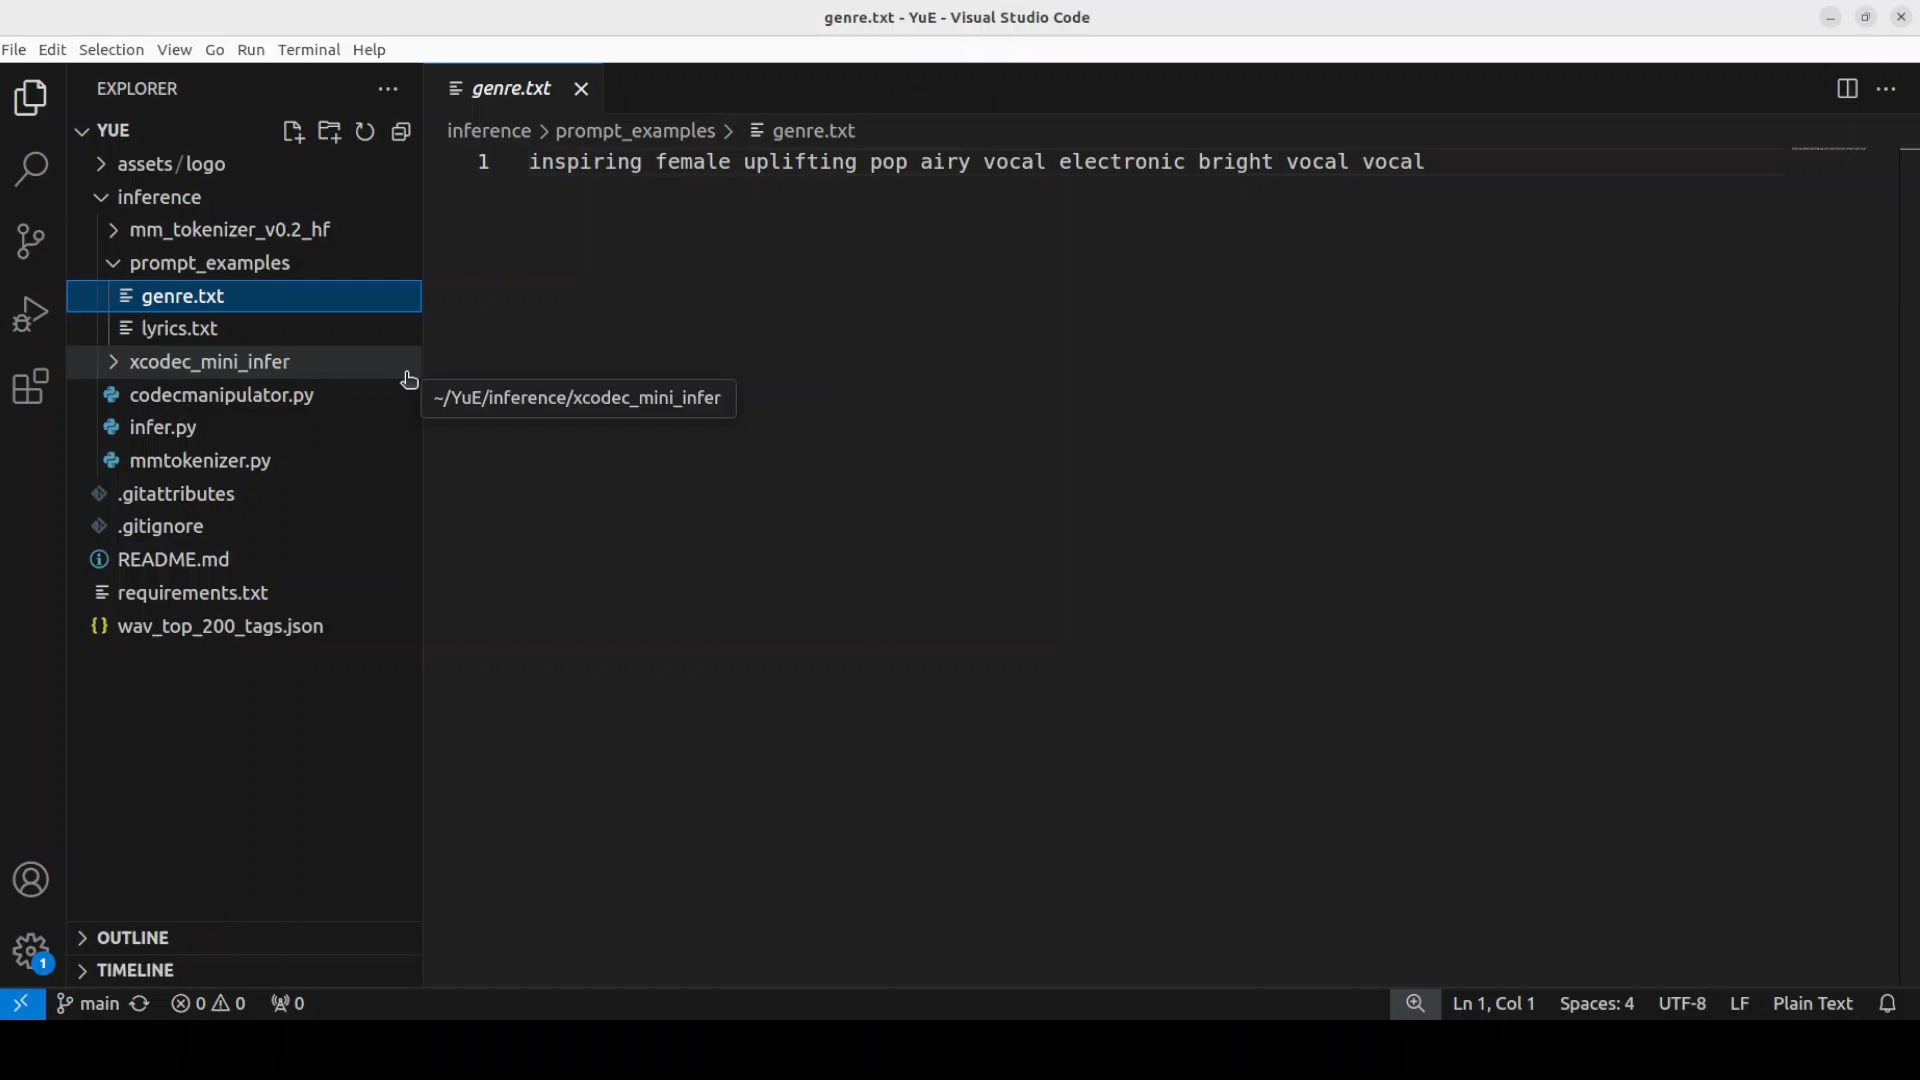 genre.txt - YuE - Visual Studio Code
File Edit Selection View Go Run Terminal Help
EXPLORER
YUE
assets/logo
inference
mm_tokenizer_v0.2_hf
prompt_examples
genre.txt
lyrics.txt
xcodec_mini_infer
codecmanipulator.py
infer.py
mmtokenizer.py
.gitattributes
.gitignore
README.md
requirements.txt
{} wav_top_200_tags.json
OUTLINE
TIMELINE
genre.txt
inference > prompt_examples > genre.txt
1 inspiring female uplifting pop airy vocal electronic bright vocal vocal
~/YuE/inference/xcodec_mini_infer
1
main 0 0 0 Ln 1, Col 1 Spaces: 4 UTF-8 LF Plain Text